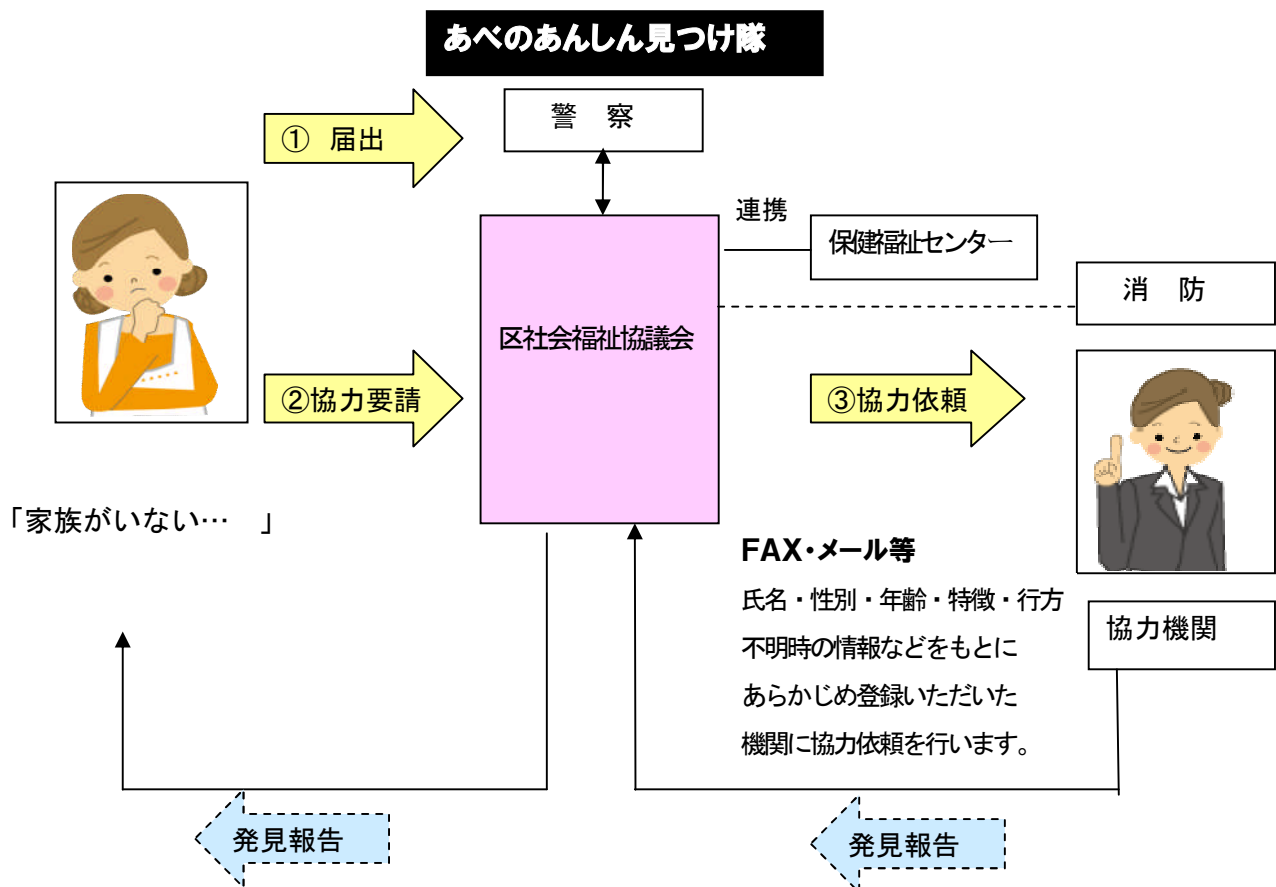 あべのあんしん見つけ隊
警　察
① 届出
連携
保健福祉センター
消　防
区社会福祉協議会
②協力要請
③協力依頼
「家族がいない… 」
FAX・メール等
氏名・性別・年齢・特徴・行方
不明時の情報などをもとに
あらかじめ登録いただいた
機関に協力依頼を行います。
協力機関
発見報告
発見報告